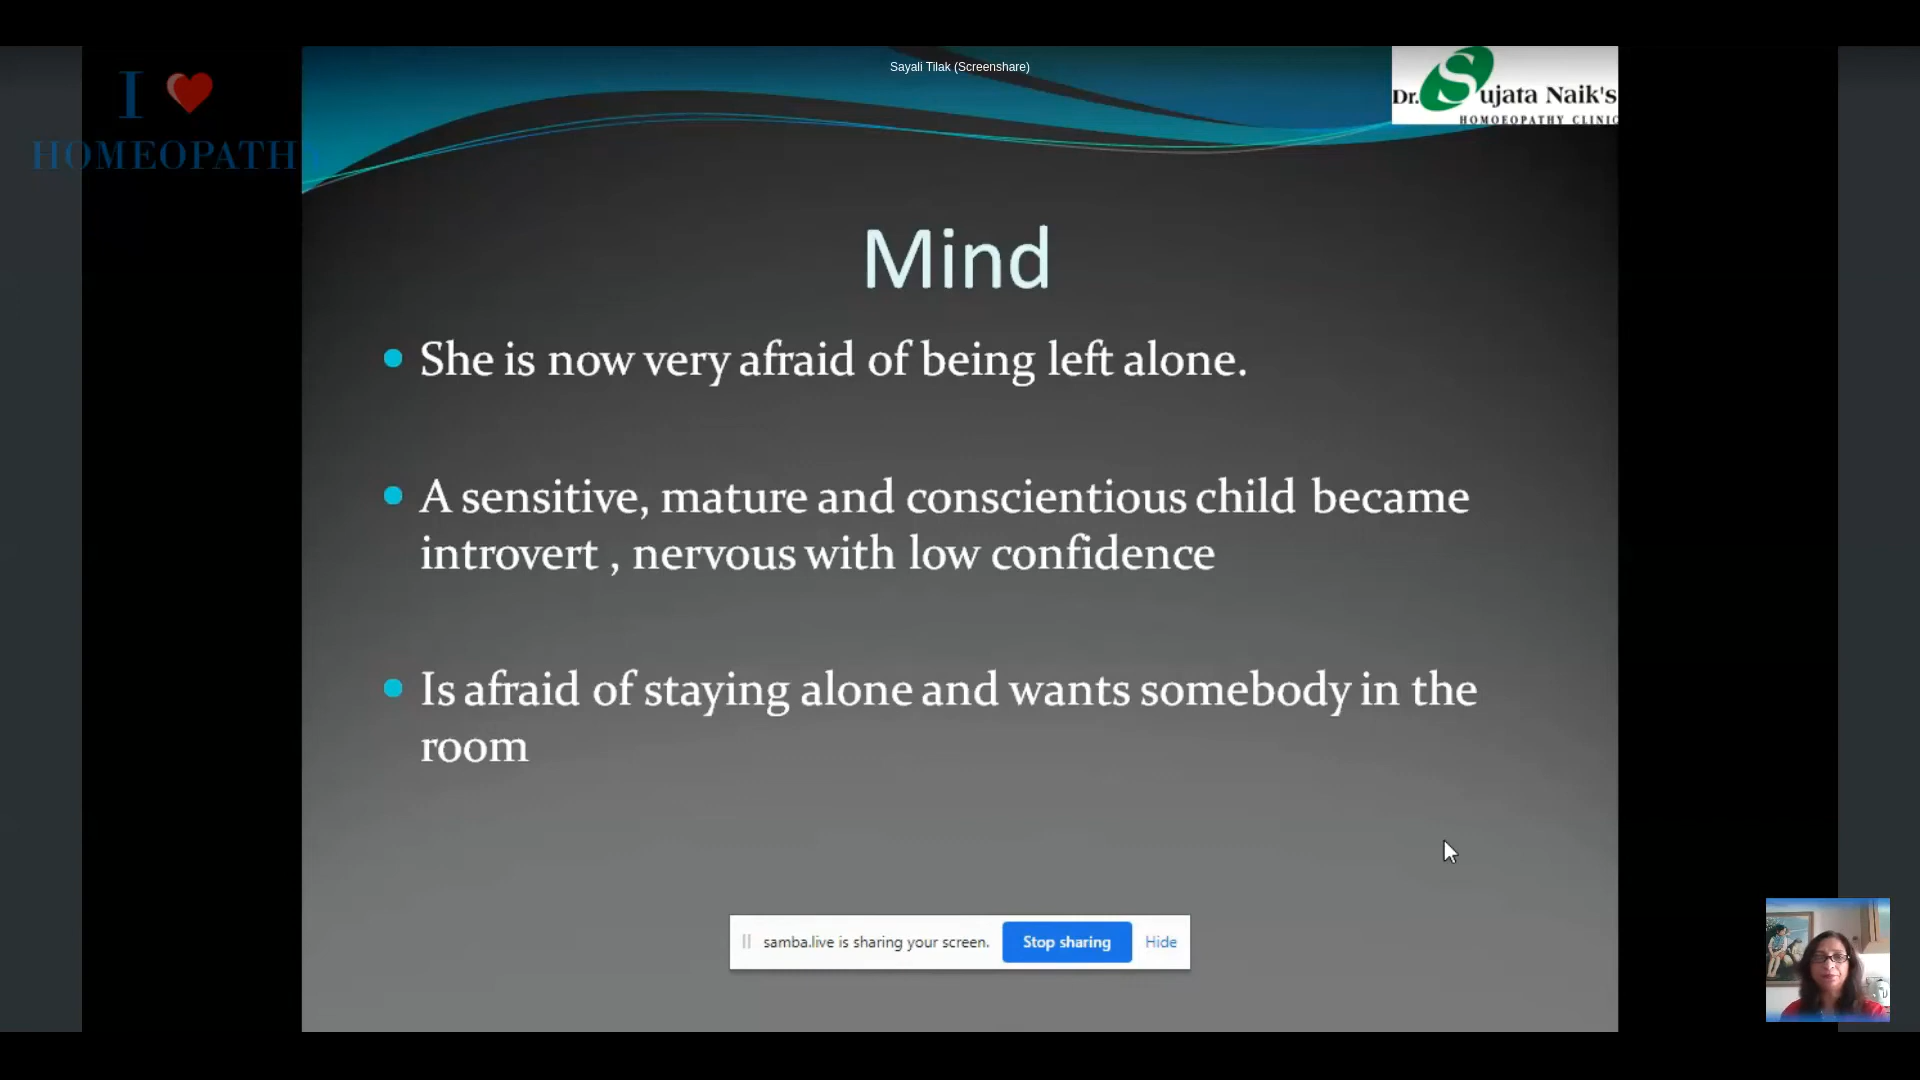 Sayali Tilak (Screenshare)
I
HOMEOPATH
Dr. Sujata Naik's
HOMOEOPATHY CLINIC
Mind
She is now very afraid of being left alone.
A sensitive, mature and conscientious child became
introvert , nervous with low confidence
Is afraid of staying alone and wants somebody in the
room
samba.live is sharing your screen.
Stop sharing
Hide